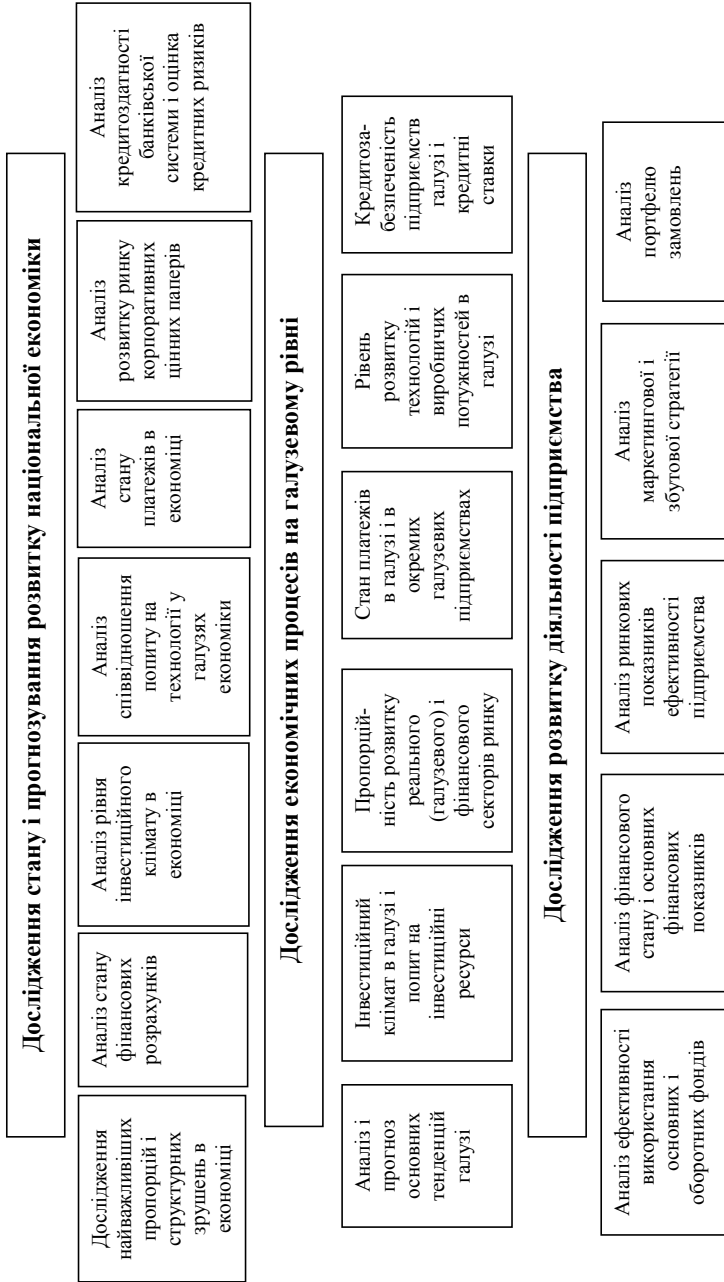 Дослідження стану і прогнозування розвитку національної економіки
Дослідження
найважливіших
пропорцій і
структурних
зрушень в
економіці
Аналіз стану
фінансових
розрахунків
Аналіз рівня
інвестиційного
клімату в
економіці
Аналіз
співвідношення
попиту на
технології у
галузях
економіки
Аналіз
стану
платежів в
економіці
Аналіз
розвитку ринку
корпоративних
цінних паперів
Аналіз
кредитоздатності
банківської
системи і оцінка
кредитних ризиків
Дослідження економічних процесів на галузевому рівні
Аналіз і
прогноз
основних
тенденцій
галузі
Інвестиційний
клімат в галузі і
попит на
інвестиційні
ресурси
Пропорцій-
ність розвитку
реального
(галузевого) і
фінансового
секторів ринку
Стан платежів
в галузі і в
окремих
галузевих
підприємствах
Рівень
розвитку
технологій і
виробничих
потужностей в
галузі
Кредитоза-
безпеченість
підприємств
галузі і
кредитні
ставки
Дослідження розвитку діяльності підприємства
Аналіз ефективності
використання
основних і
оборотних фондів
Аналіз фінансового
стану і основних
фінансових
показників
Аналіз ринкових
показників
ефективності
підприємства
Аналіз
маркетингової і
збутової стратегії
Аналіз
портфелю
замовлень